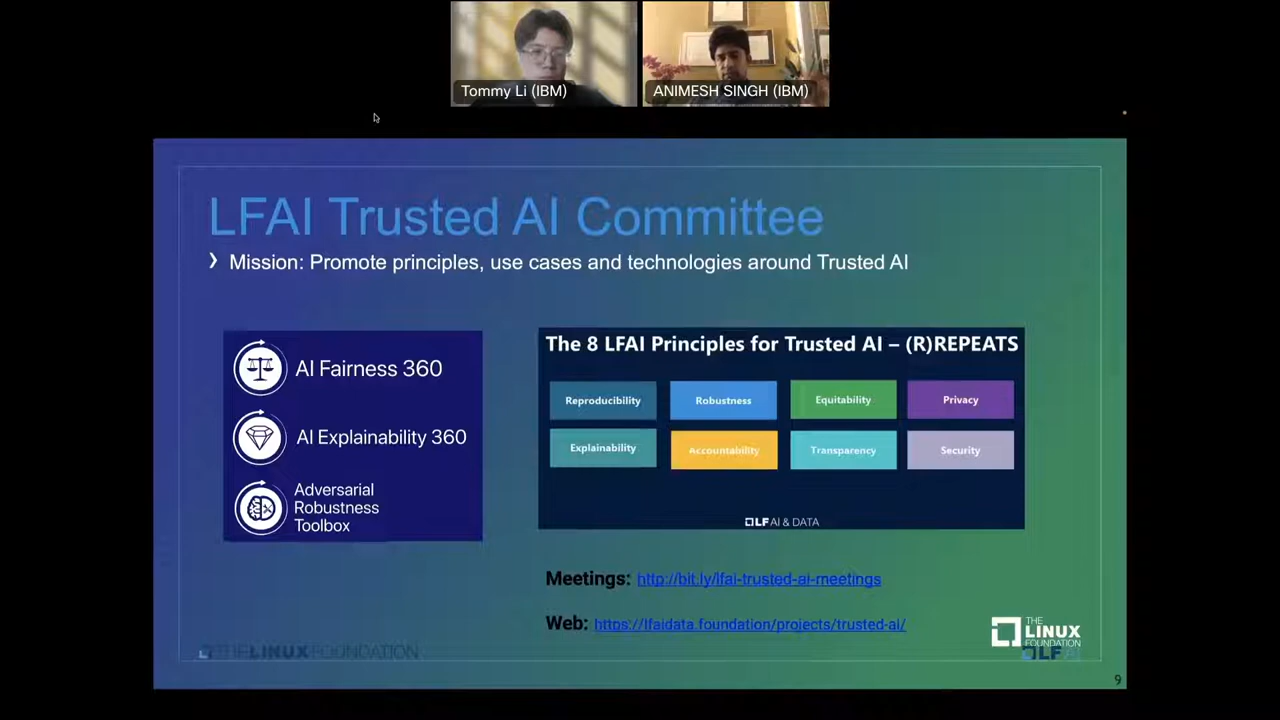 Tommy Li (IBM)
ANIMESH SINGH (IBM)
LFAI Trusted AI Committee
› Mission: Promote principles, use cases and technologies around Trusted AI
AI Fairness 360
AI Explainability 360
Adversarial
Robustness
Toolbox
The 8 LFAI Principles for Trusted AI – (R)REPEATS
Reproducibility
Robustness
Equitability
Privacy
Explainability
Accountability
Transparency
Security
LF AI & DATA
Meetings: http://bit.ly/lfai-trusted-ai-meetings
Web: https://lfaidata.foundation/projects/trusted-ai/
THE LINUX FOUNDATION
THE
LINUX
FOUNDATION
LF AI
9